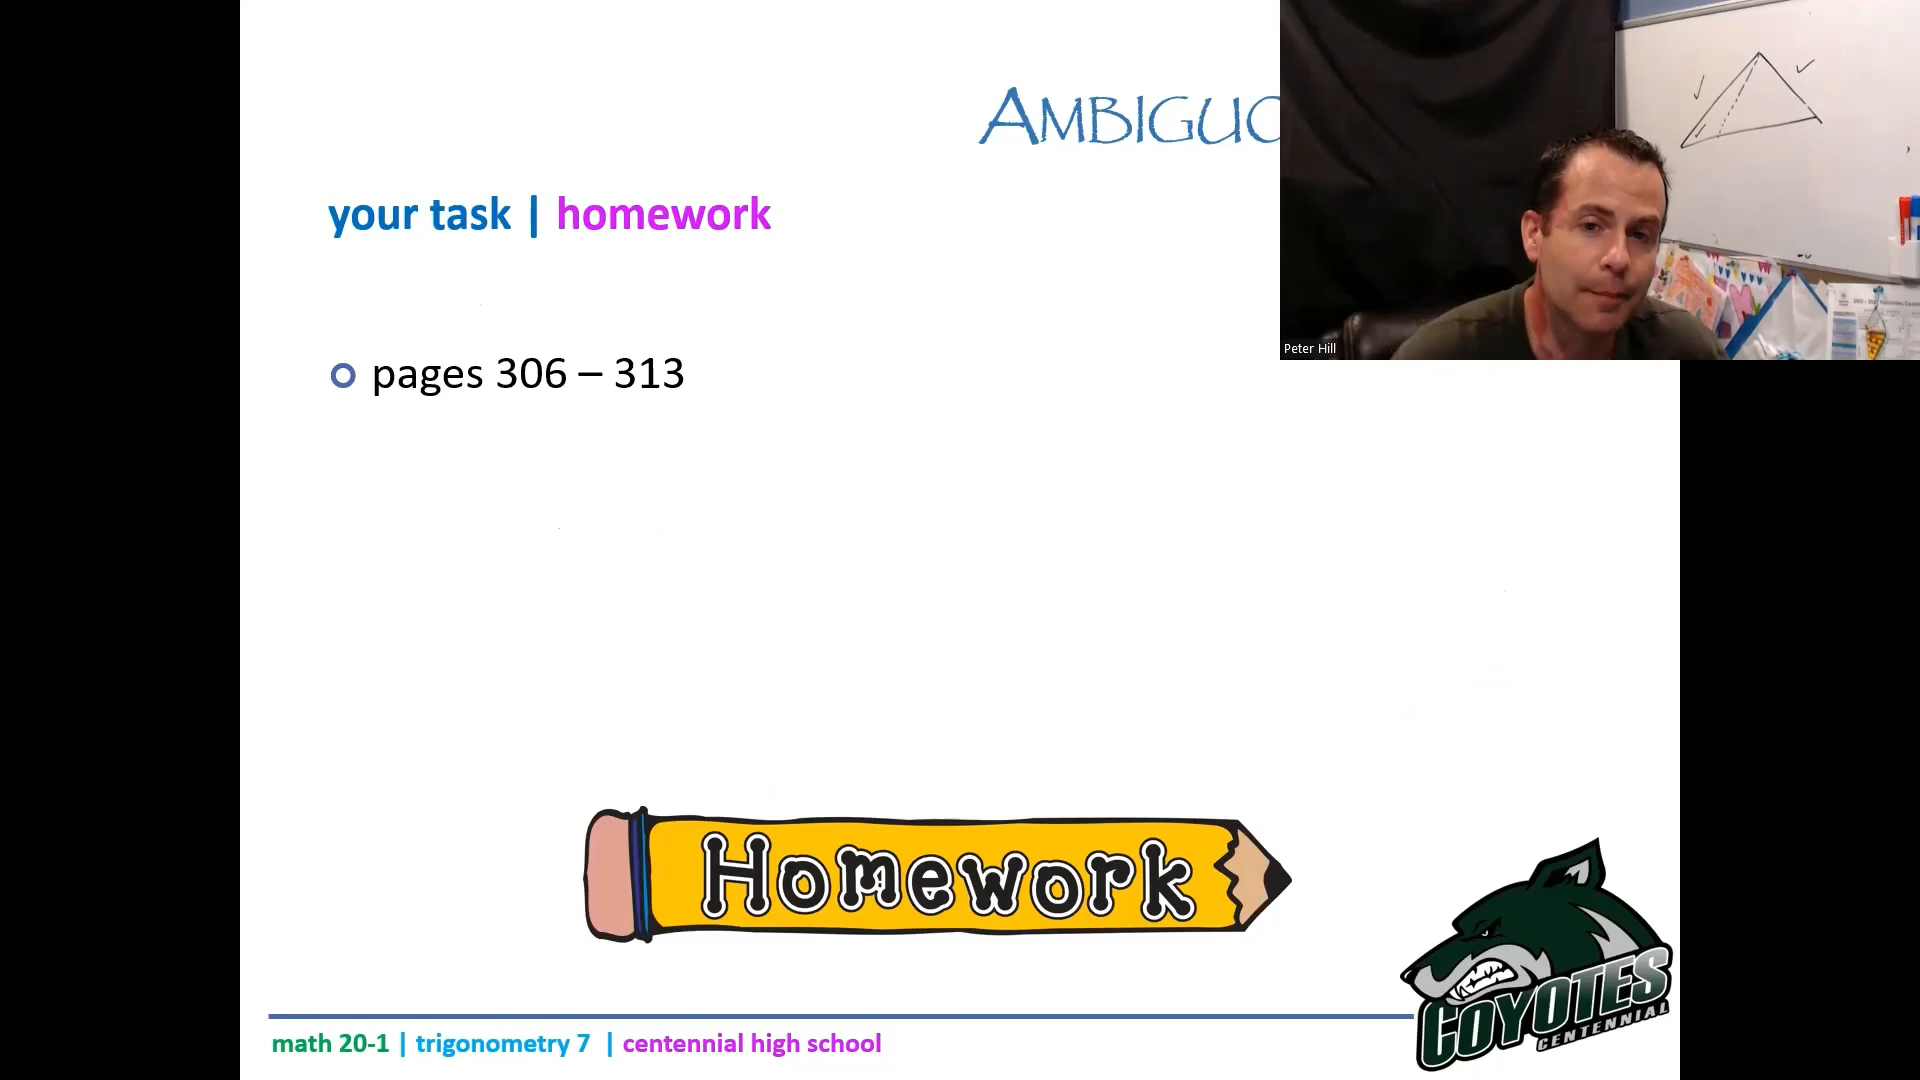 AMBIGUO
your task | homework
pages 306 – 313
Peter Hill
Homework
COYOTES
CENTENNIAL
math 20-1 | trigonometry 7 | centennial high school